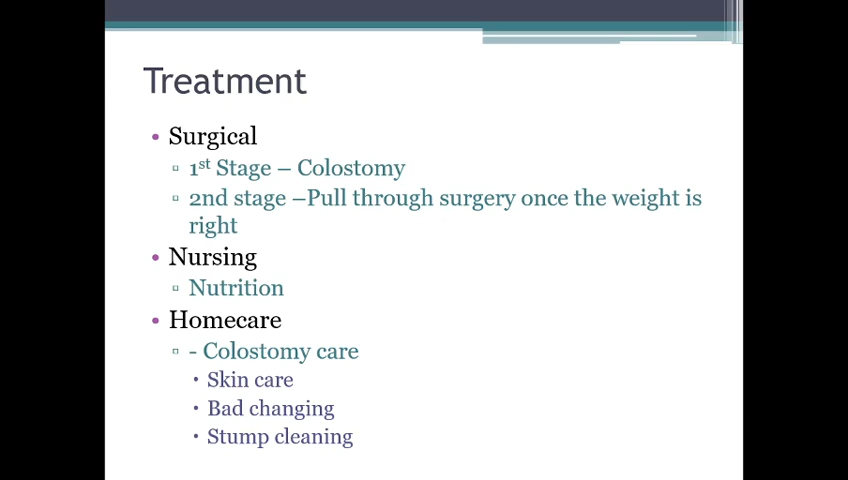 Treatment
• Surgical
▫ 1st Stage – Colostomy
▫ 2nd stage –Pull through surgery once the weight is
right
• Nursing
▫ Nutrition
• Homecare
▫ - Colostomy care
• Skin care
• Bad changing
• Stump cleaning